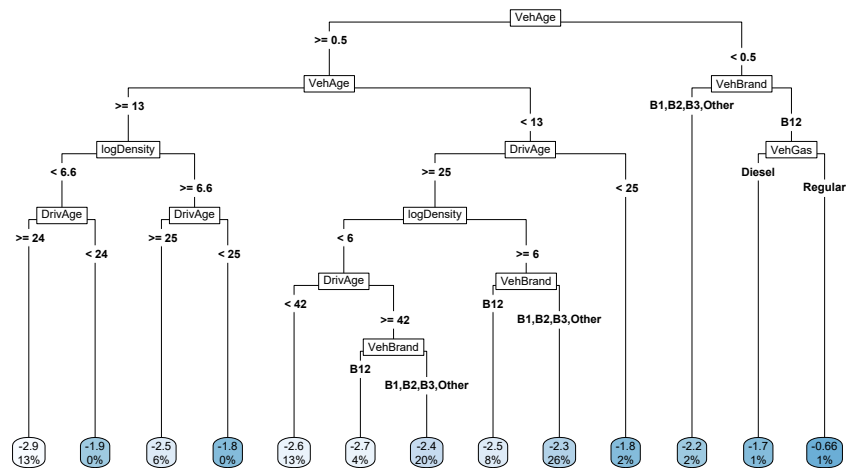 VehAge
>= 0.5
< 0.5
VehAge
VehBrand
>= 13
B1,B2,B3,Other
< 13
B12
logDensity
DrivAge
VehGas
< 6.6
>= 25
Diesel
>= 6.6
< 25
Regular
DrivAge
DrivAge
logDensity
>= 24
>= 25
< 6
< 24
< 25
>= 6
DrivAge
VehBrand
< 42
B12
>= 42
B1,B2,B3,Other
VehBrand
B12
B1,B2,B3,Other
-2.9
13%
-1.9
0%
-2.5
6%
-1.8
0%
-2.6
13%
-2.7
4%
-2.4
20%
-2.5
8%
-2.3
26%
-1.8
2%
-2.2
2%
-1.7
1%
-0.66
1%